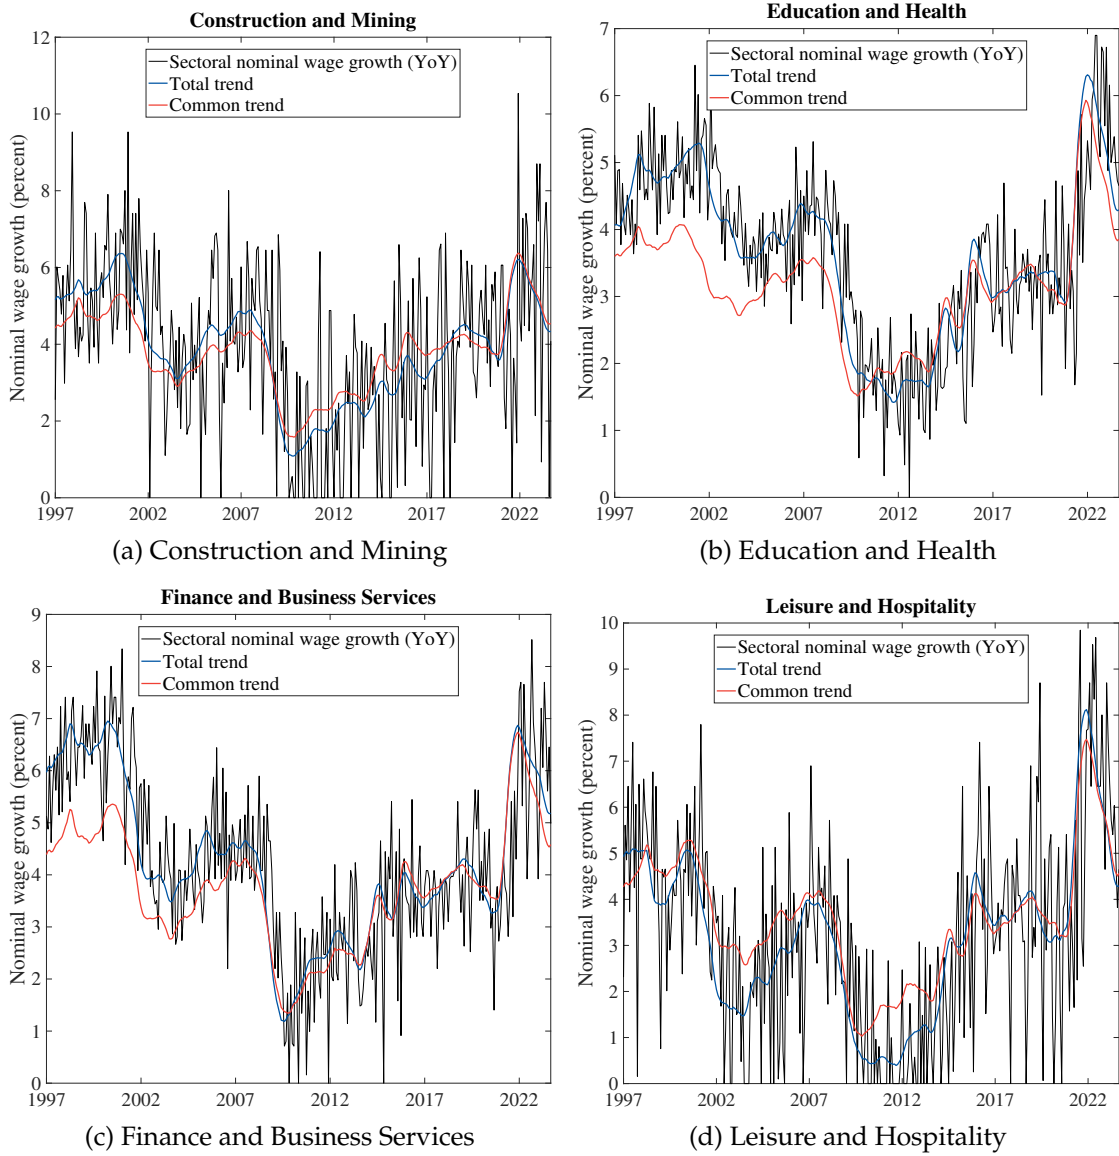 Construction and Mining
Nominal wage growth (percent)
12
10
8
6
4
2
0
Sectoral nominal wage growth (YoY)
Total trend
Common trend
1997 2002 2007 2012 2017 2022
(a) Construction and Mining
Education and Health
Nominal wage growth (percent)
7
6
5
4
3
2
1
0
Sectoral nominal wage growth (YoY)
Total trend
Common trend
1997 2002 2007 2012 2017 2022
(b) Education and Health
Finance and Business Services
Nominal wage growth (percent)
9
8
7
6
5
4
3
2
1
0
Sectoral nominal wage growth (YoY)
Total trend
Common trend
1997 2002 2007 2012 2017 2022
(c) Finance and Business Services
Leisure and Hospitality
Nominal wage growth (percent)
10
9
8
7
6
5
4
3
2
1
0
Sectoral nominal wage growth (YoY)
Total trend
Common trend
1997 2002 2007 2012 2017 2022
(d) Leisure and Hospitality